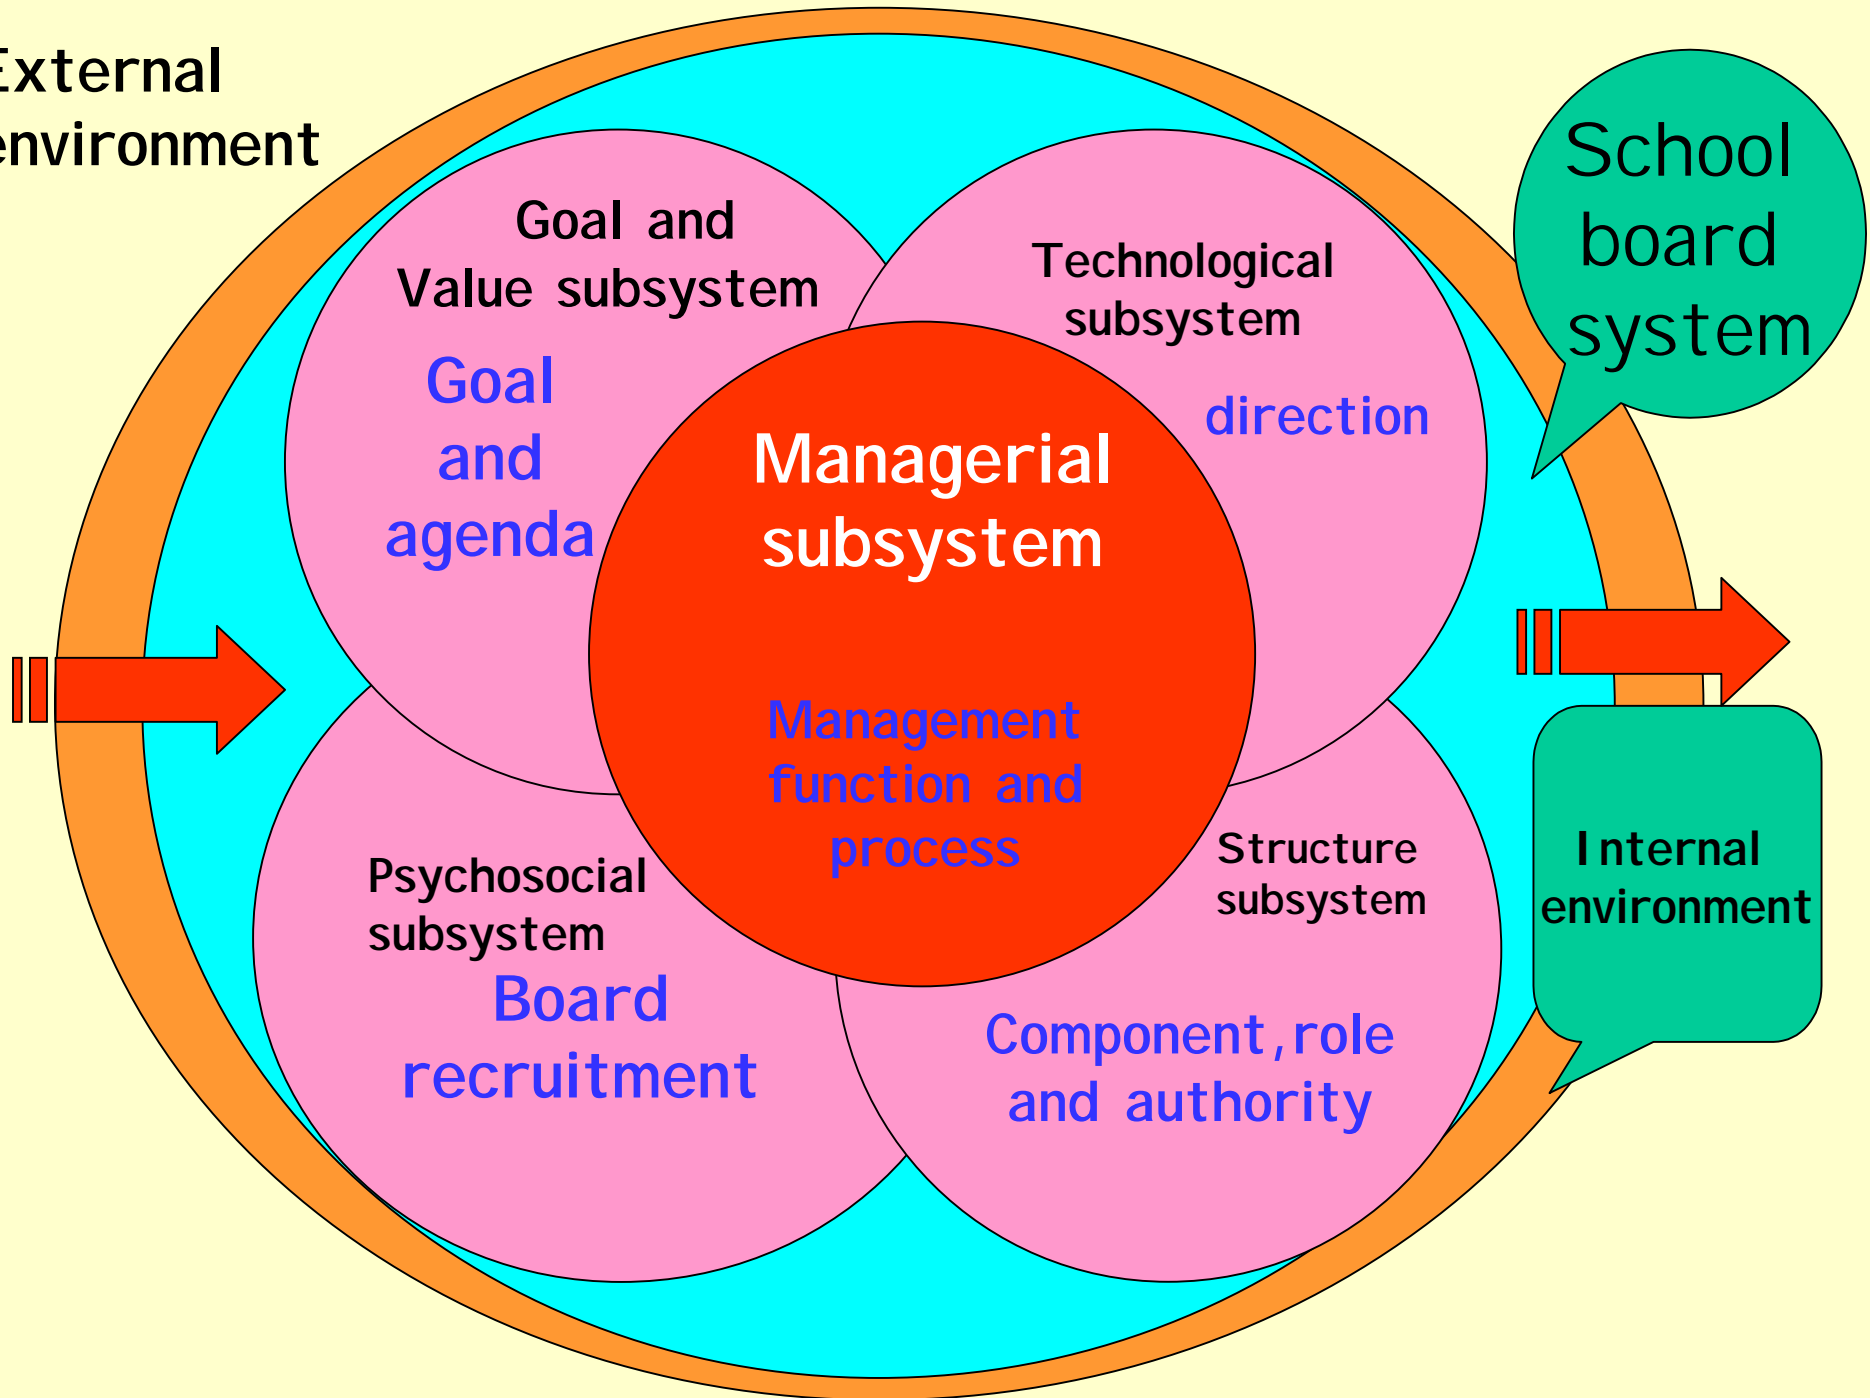 External
environment
Goal and
Value subsystem
Goal
and
agenda
Technological
subsystem
direction
School
board
system
Managerial
subsystem
Management
function and
process
Psychosocial
subsystem
Board
recruitment
Structure
subsystem
Component,role
and authority
Internal
environment